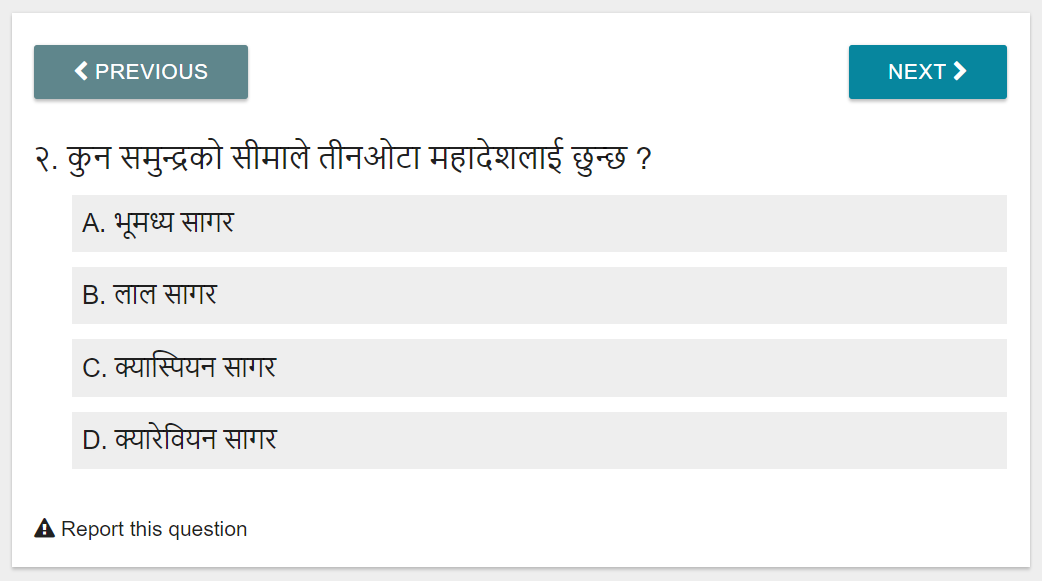 PREVIOUS
NEXT
२. कुन समुन्द्रको सीमाले तीनओटा महादेशलाई छुन्छ ?
A. भूमध्य सागर
B. लाल सागर
C. क्यास्पियन सागर
D. क्यारेवियन सागर
Report this question